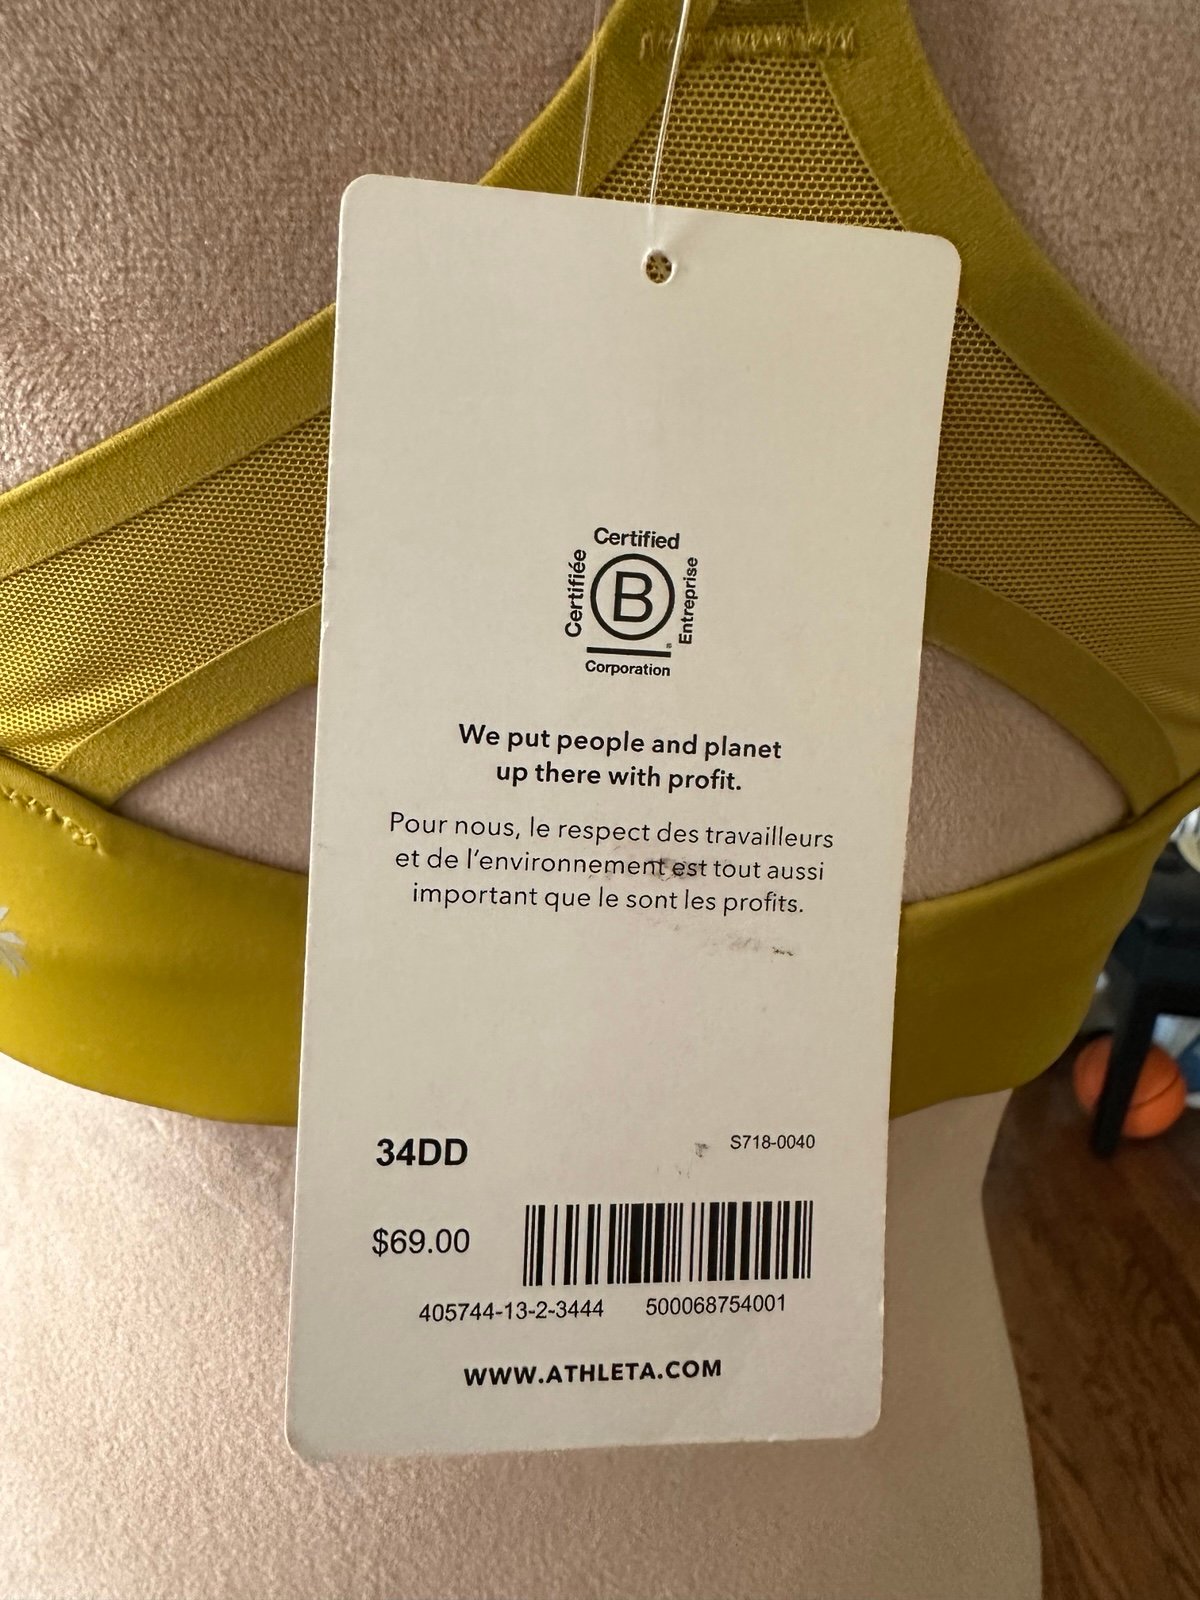 Certified
Certifiée
B
Entreprise
®
Corporation
We put people and planet
up there with profit.
Pour nous, le respect des travailleurs
et de l'environnement est tout aussi
important que le sont les profits.
34DD
S718-0040
$69.00
405744-13-2-3444 500068754001
WWW.ATHLETA.COM